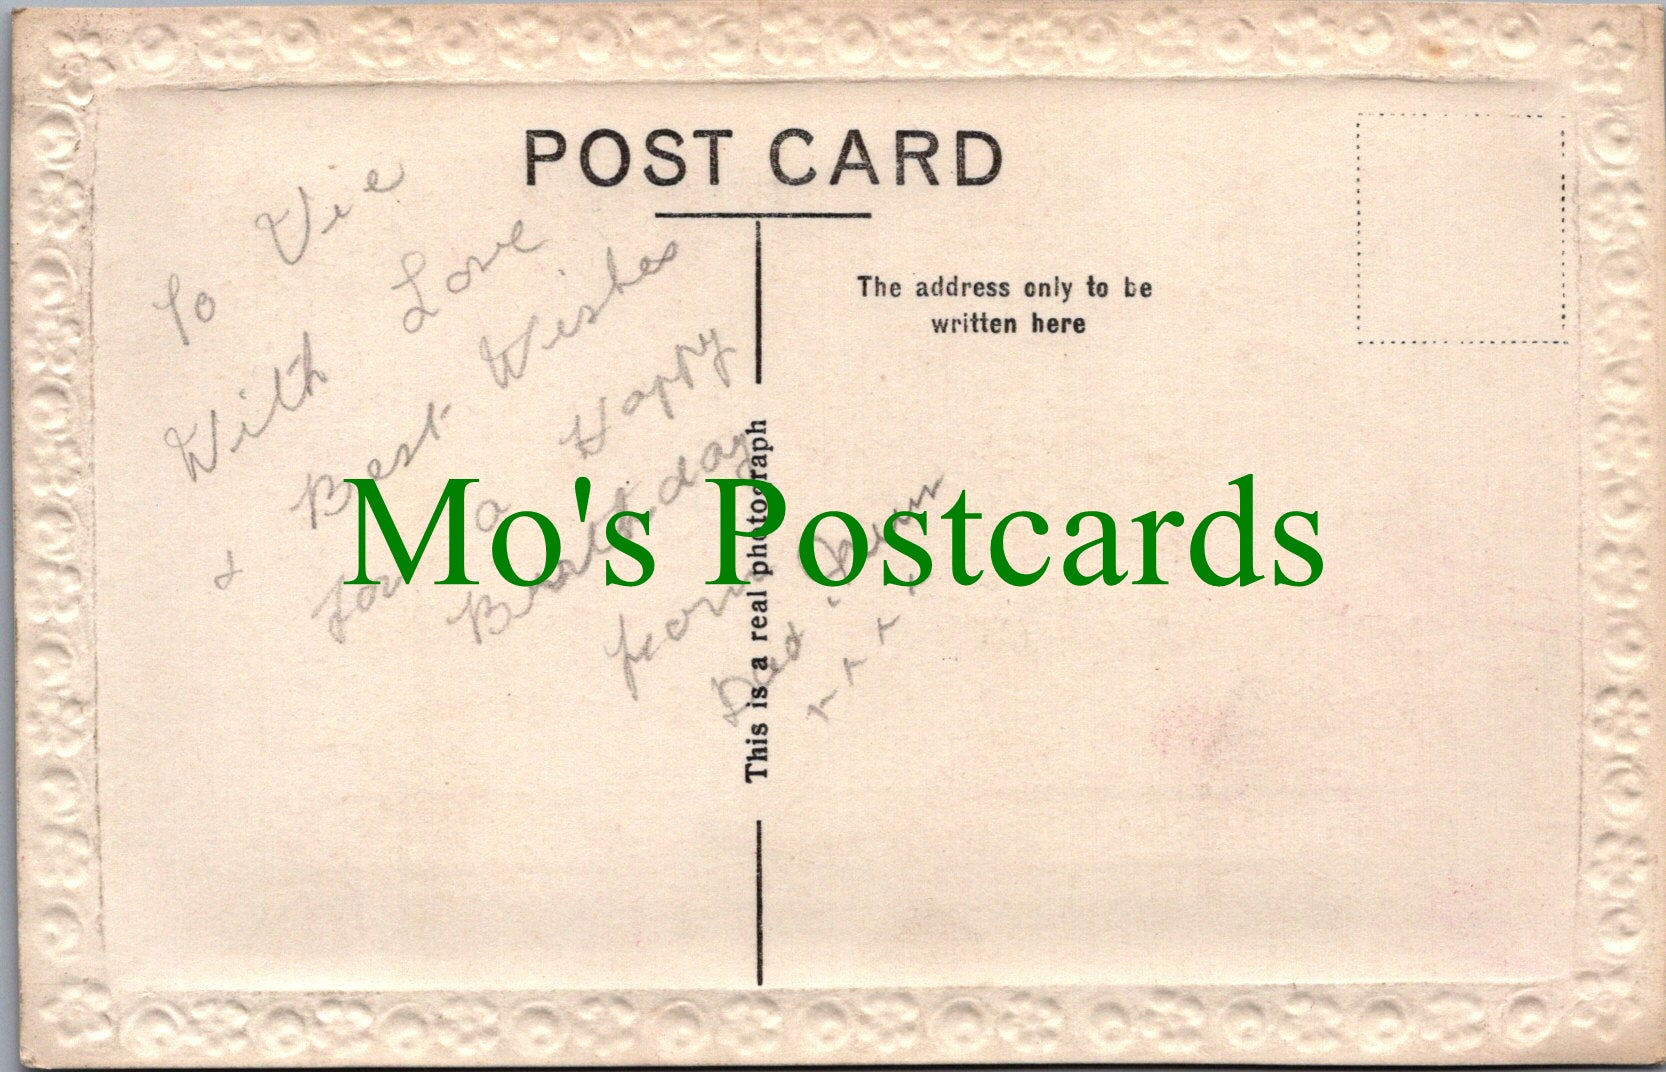 POST CARD
To Vie
With Love
& Best Wishes
for a Happy
Birthday
from
Dad
x x x x
The address only to be
written here
This is a real photograph
Mo's Postcards